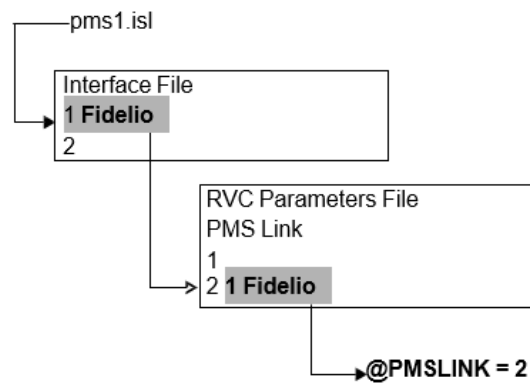 pms1.isl
Interface File
1 Fidelio
2
RVC Parameters File
PMS Link
1
2 1 Fidelio
@PMSLINK = 2